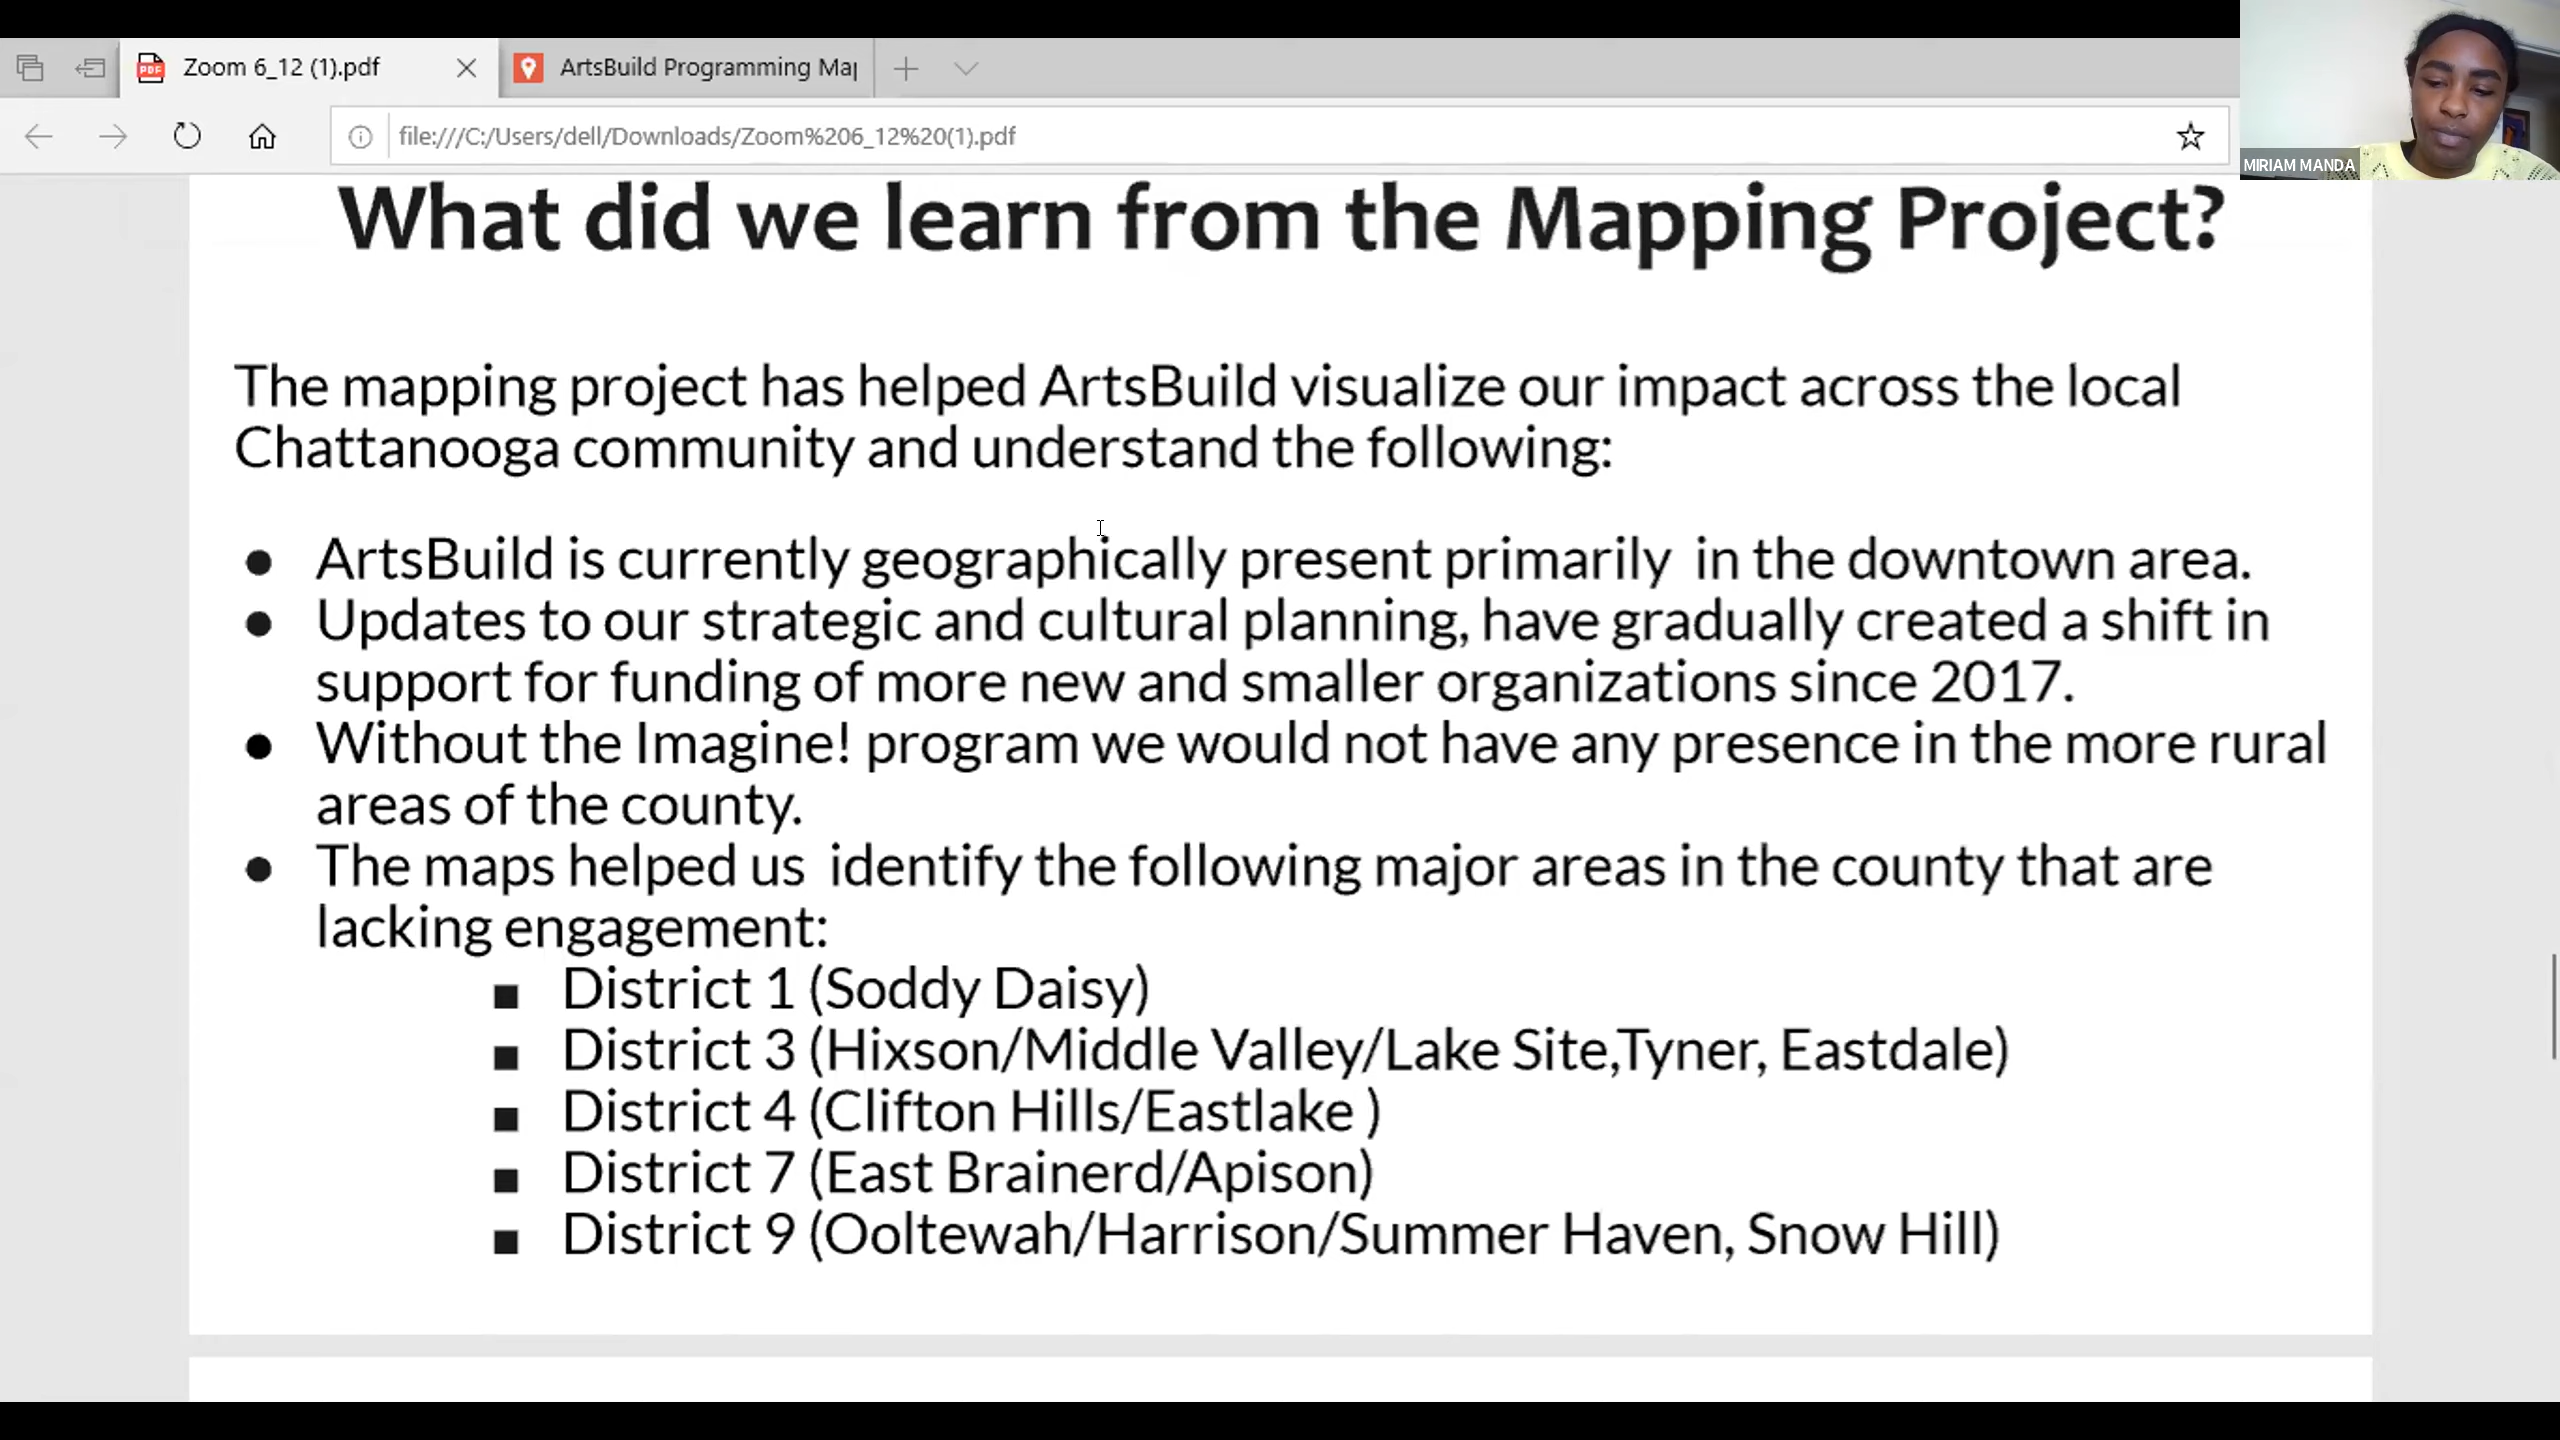 Zoom 6_12 (1).pdf
ArtsBuild Programming Map
file:///C:/Users/dell/Downloads/Zoom%206_12%20(1).pdf
MIRIAM MANDA
What did we learn from the Mapping Project?
The mapping project has helped ArtsBuild visualize our impact across the local
Chattanooga community and understand the following:
● ArtsBuild is currently geographically present primarily in the downtown area.
● Updates to our strategic and cultural planning, have gradually created a shift in
support for funding of more new and smaller organizations since 2017.
● Without the Imagine! program we would not have any presence in the more rural
areas of the county.
● The maps helped us identify the following major areas in the county that are
lacking engagement:
■ District 1 (Soddy Daisy)
■ District 3 (Hixson/Middle Valley/Lake Site,Tyner, Eastdale)
■ District 4 (Clifton Hills/Eastlake )
■ District 7 (East Brainerd/Apison)
■ District 9 (Ooltewah/Harrison/Summer Haven, Snow Hill)